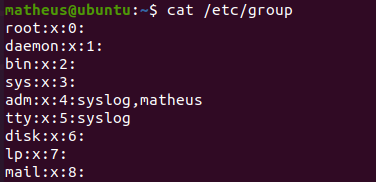 matheus@ubuntu:~$ cat /etc/group
root:x:0:
daemon:x:1:
bin:x:2:
sys:x:3:
adm:x:4:syslog,matheus
tty:x:5:syslog
disk:x:6:
lp:x:7:
mail:x:8: